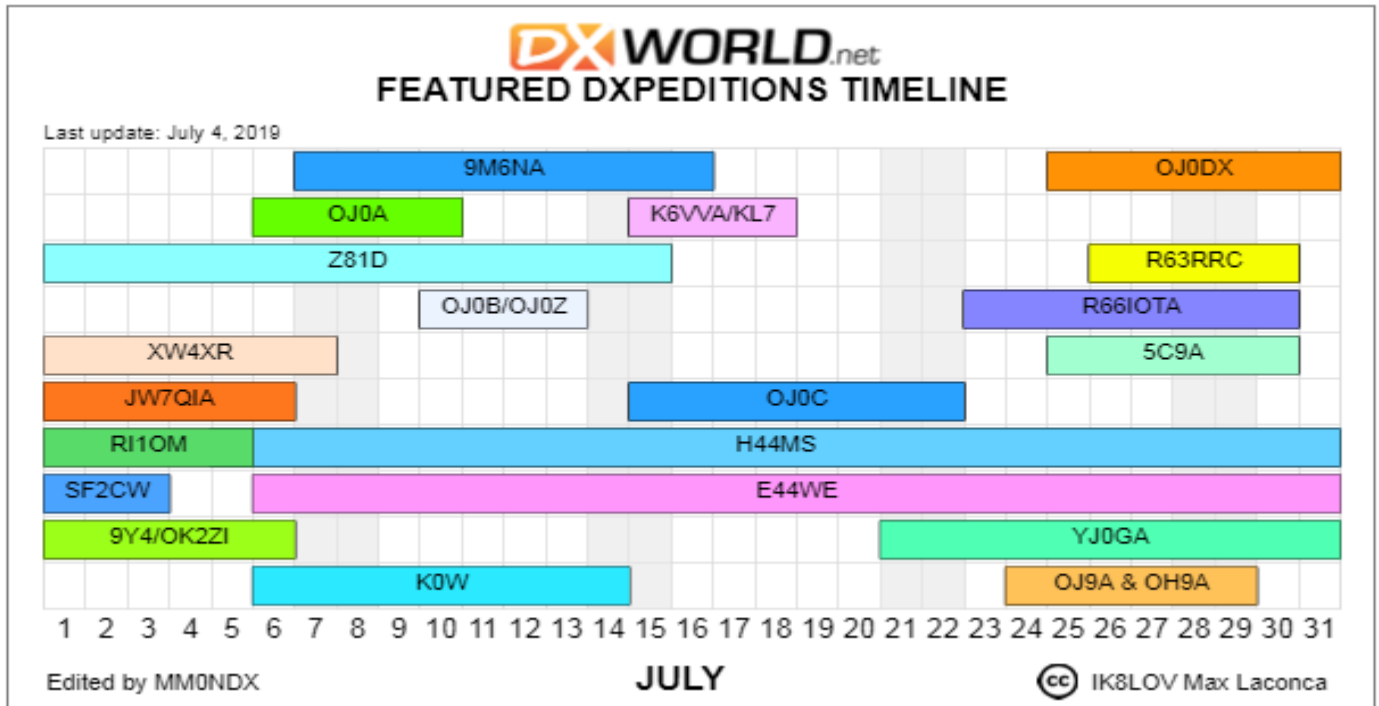 DX WORLD.net
FEATURED DXPEDITIONS TIMELINE
Last update: July 4, 2019
9M6NA OJ0DX
OJ0A K6VVA/KL7
Z81D R63RRC
OJ0B/OJ0Z R66IOTA
XW4XR 5C9A
JW7QIA OJ0C
RI1OM H44MS
SF2CW E44WE
9Y4/OK2ZI YJ0GA
K0W OJ9A & OH9A
1 2 3 4 5 6 7 8 9 10 11 12 13 14 15 16 17 18 19 20 21 22 23 24 25 26 27 28 29 30 31
Edited by MM0NDX JULY cc IK8LOV Max Laconca